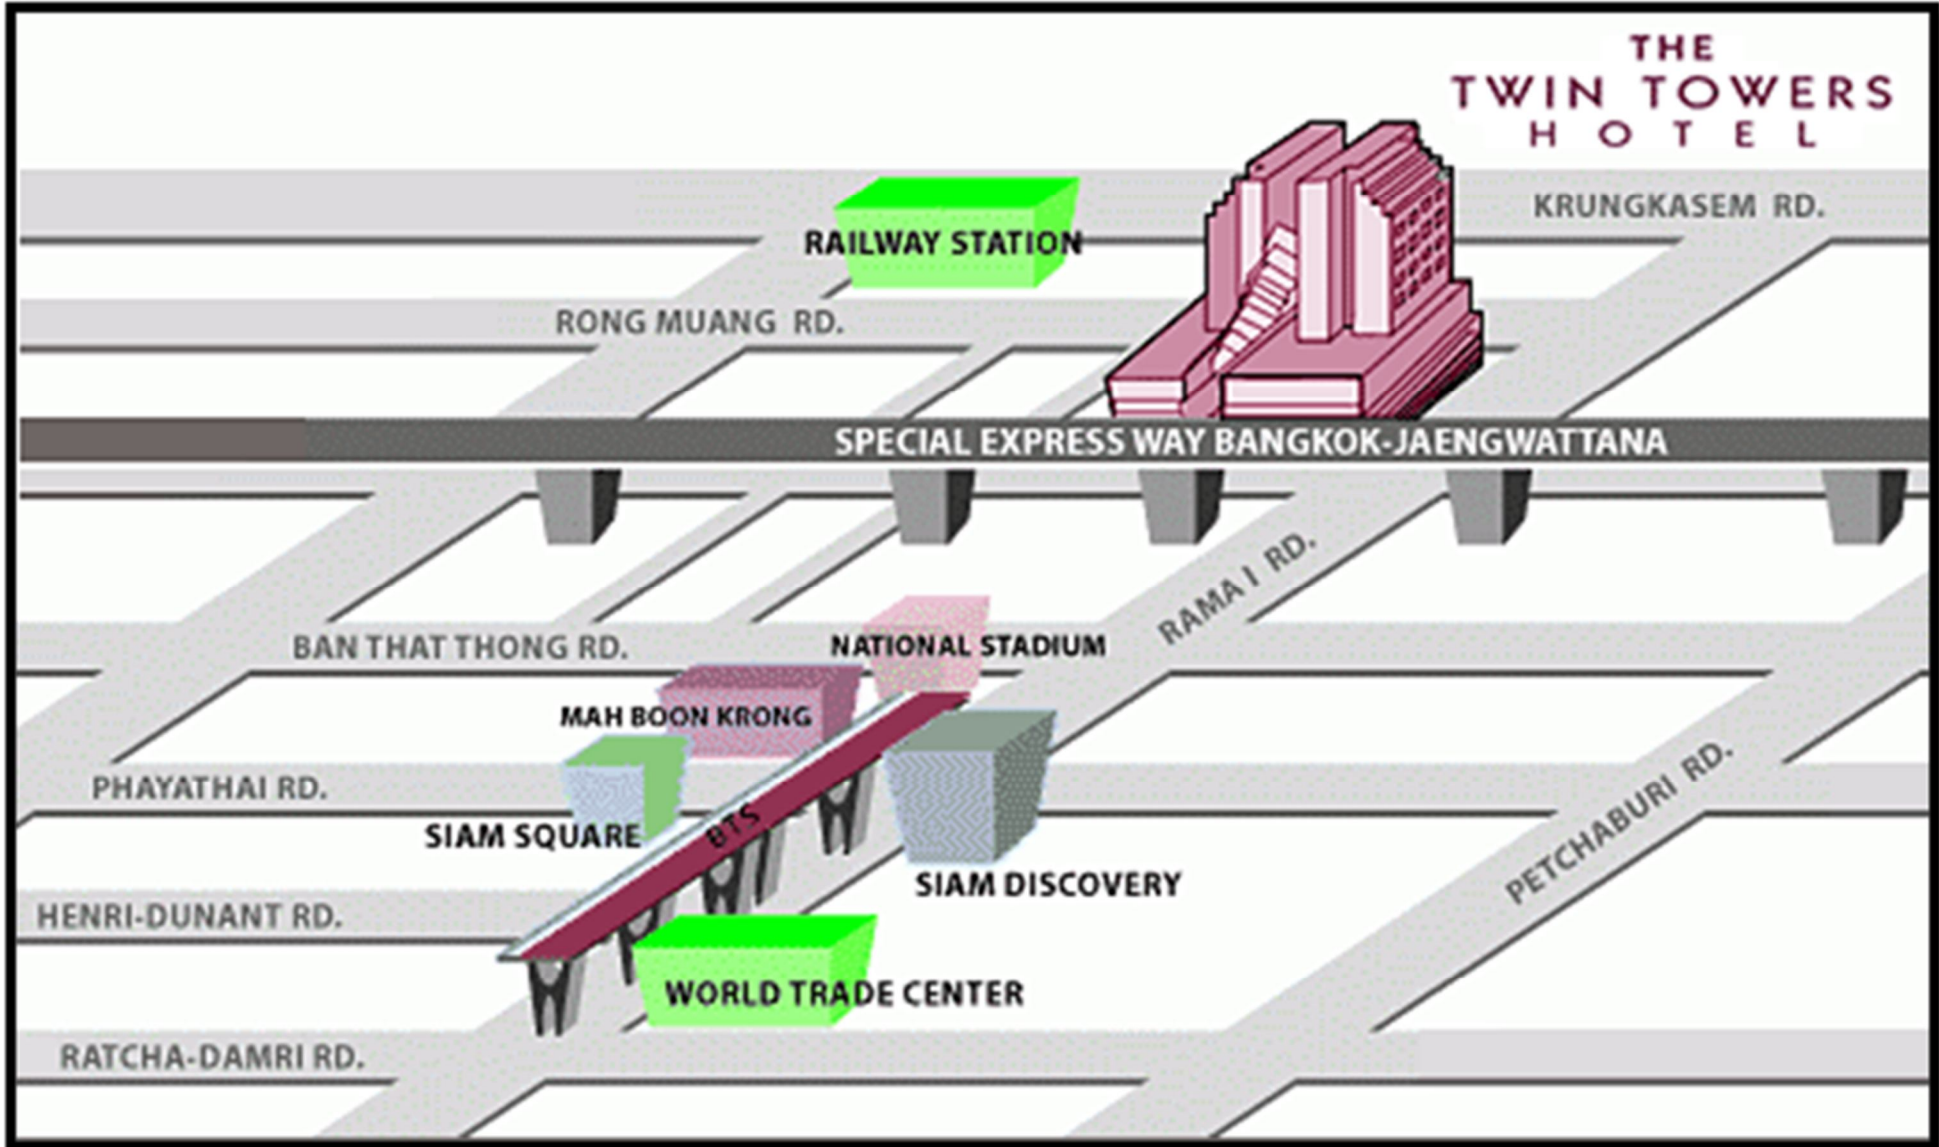 THE
TWIN TOWERS
HOTEL
KRUNGKASEM RD.
RAILWAY STATION
RONG MUANG RD.
SPECIAL EXPRESS WAY BANGKOK-JAENGWATTANA
RAMA I RD.
BAN THAT THONG RD.
NATIONAL STADIUM
MAH BOON KRONG
PHAYATHAI RD.
SIAM SQUARE
BTS
PETCHABURI RD.
SIAM DISCOVERY
HENRI-DUNANT RD.
WORLD TRADE CENTER
RATCHA-DAMRI RD.